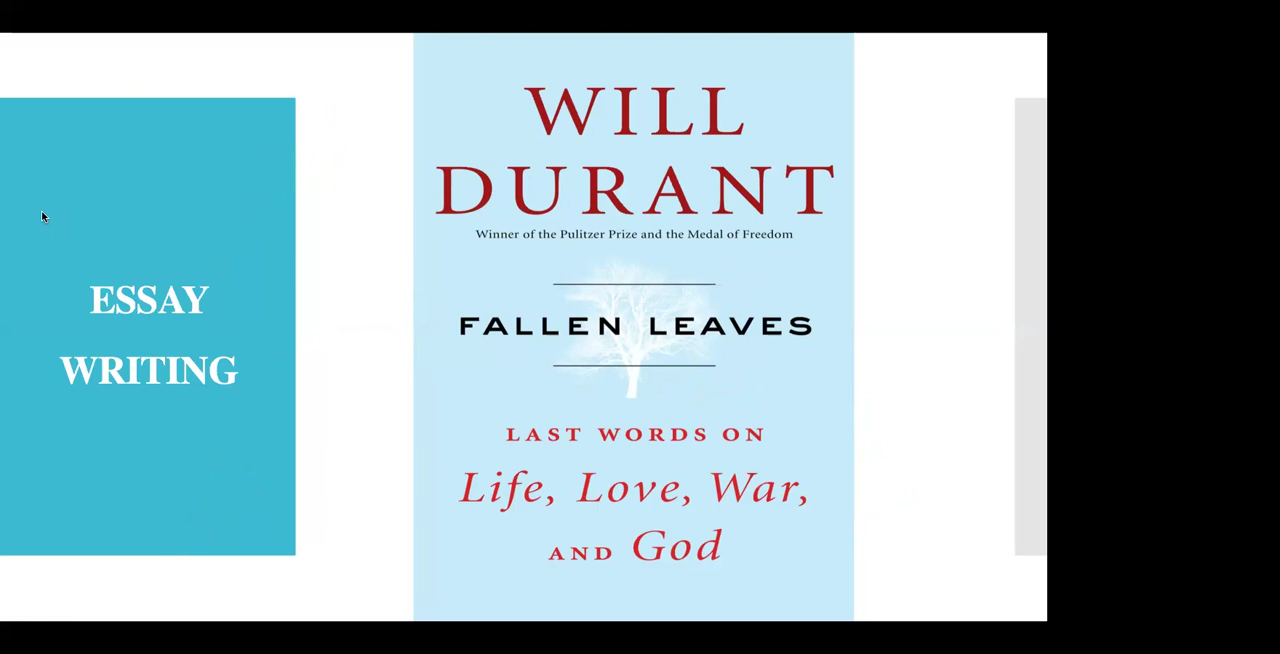 ESSAY
WRITING
WILL
DURANT
Winner of the Pulitzer Prize and the Medal of Freedom
FALLEN LEAVES
LAST WORDS ON
Life, Love, War,
AND God